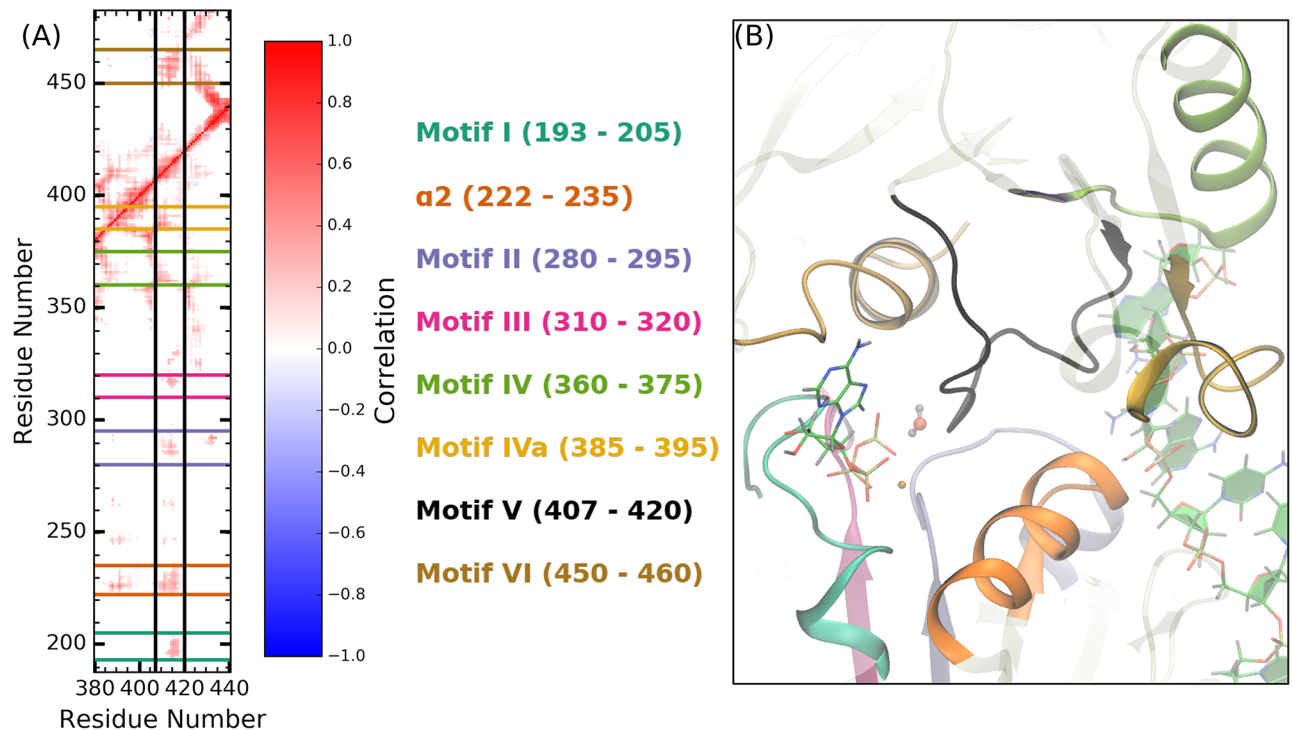 (A)
Residue Number
450
400
350
300
250
200
380 400 420 440
Residue Number
1.0
0.8
0.6
0.4
0.2
0.0
−0.2
−0.4
−0.6
−0.8
−1.0
Correlation
Motif I (193 - 205)
α2 (222 - 235)
Motif II (280 - 295)
Motif III (310 - 320)
Motif IV (360 - 375)
Motif IVa (385 - 395)
Motif V (407 - 420)
Motif VI (450 - 460)
(B)